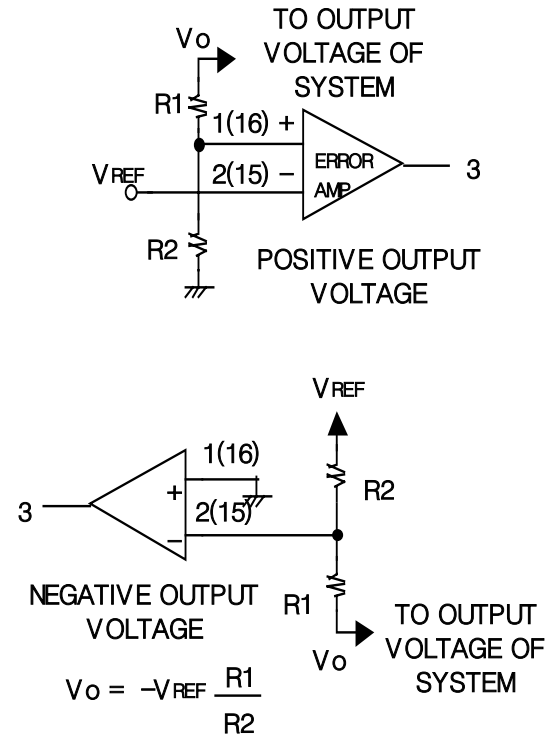 TO OUTPUT
VOLTAGE OF
SYSTEM
Vo
R1
1(16) +
ERROR
AMP
3
VREF
2(15) −
R2
POSITIVE OUTPUT
VOLTAGE
VREF
1(16)
+
R2
3
2(15)
−
NEGATIVE OUTPUT
VOLTAGE
R1
TO OUTPUT
VOLTAGE OF
SYSTEM
Vo
Vo = −VREF R1
R2